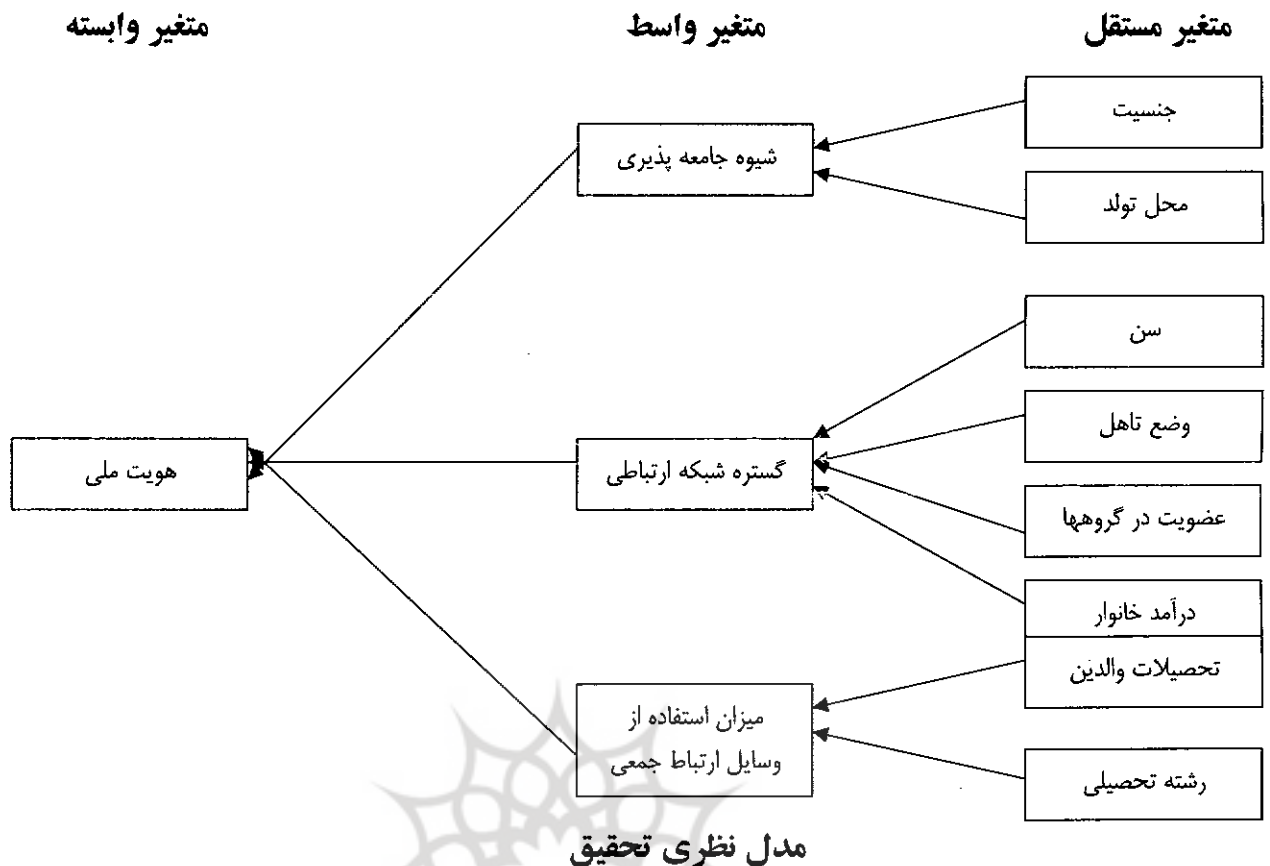 متغیر مستقل
متغیر واسط
متغیر وابسته
جنسیت
محل تولد
شیوه جامعه پذیری
سن
وضع تاهل
عضویت در گروهها
درآمد خانوار
گستره شبکه ارتباطی
هویت ملی
تحصیلات والدین
رشته تحصیلی
میزان استفاده از
وسایل ارتباط جمعی
مدل نظری تحقیق